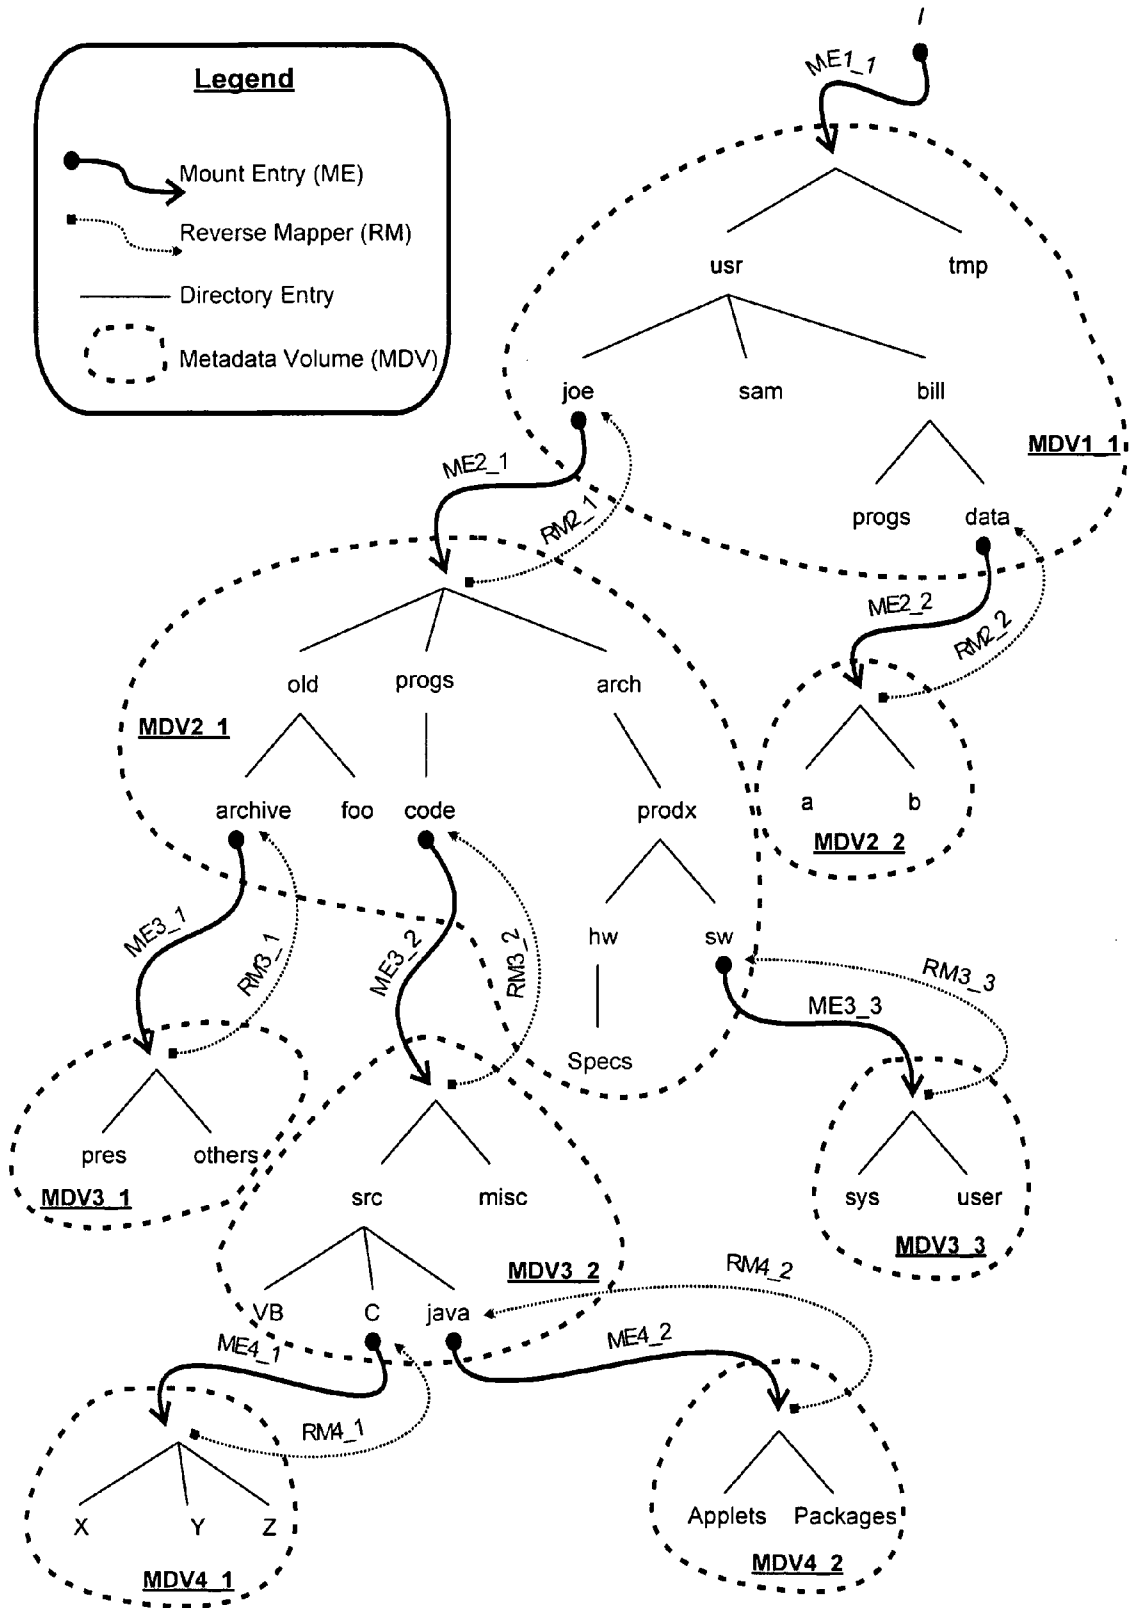 /
ME1_1
Legend
Mount Entry (ME)
Reverse Mapper (RM)
Directory Entry
Metadata Volume (MDV)
usr
tmp
joe
sam
bill
MDV1_1
ME2_1
RM2_1
progs
data
ME2_2
RM2_2
old
progs
arch
MDV2_1
archive
foo
code
prodx
a
b
MDV2_2
ME3_1
RM3_1
ME3_2
RM3_2
hw
sw
RM3_3
ME3_3
Specs
pres
others
MDV3_1
src
misc
sys
user
MDV3_3
MDV3_2
RM4_2
VB
C
java
ME4_1
ME4_2
RM4_1
X
Y
Z
MDV4_1
Applets
Packages
MDV4_2